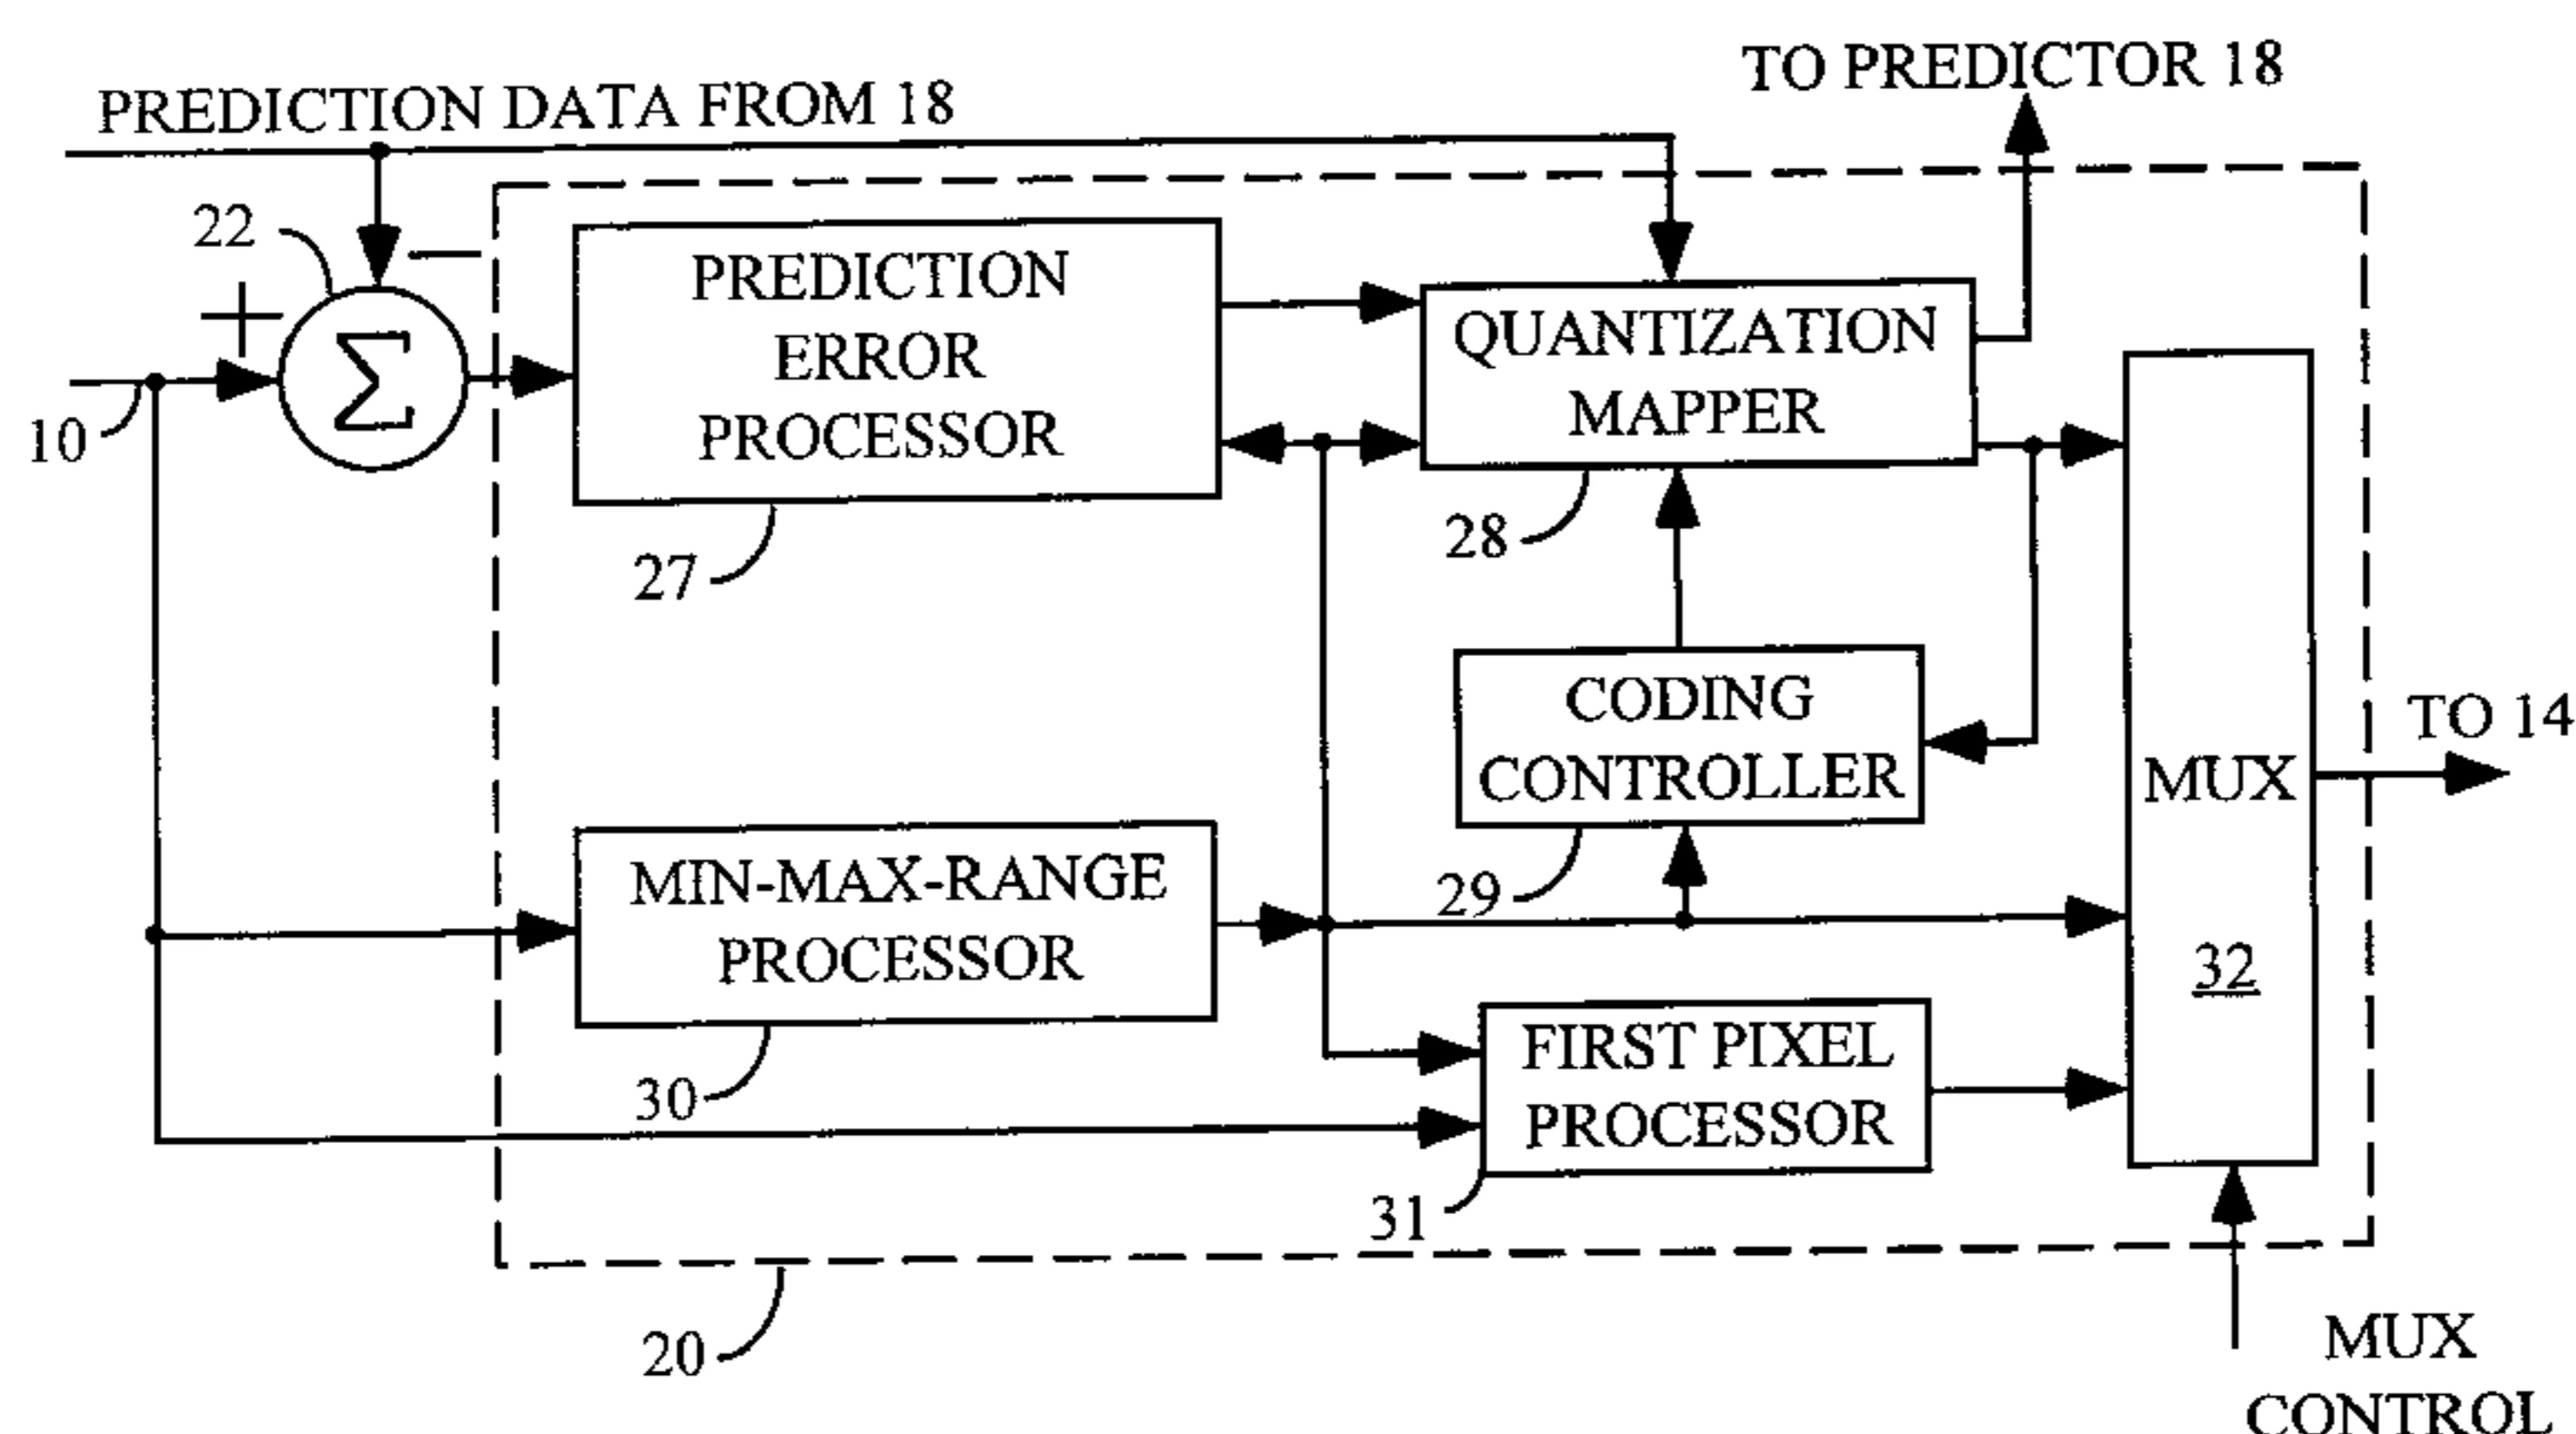 TO PREDICTOR 18
PREDICTION DATA FROM 18
22
+
−
Σ
10
PREDICTION
ERROR
PROCESSOR
27
QUANTIZATION
MAPPER
28
CODING
CONTROLLER
29
MIN-MAX-RANGE
PROCESSOR
30
FIRST PIXEL
PROCESSOR
31
MUX
32
TO 14
20
MUX
CONTROL